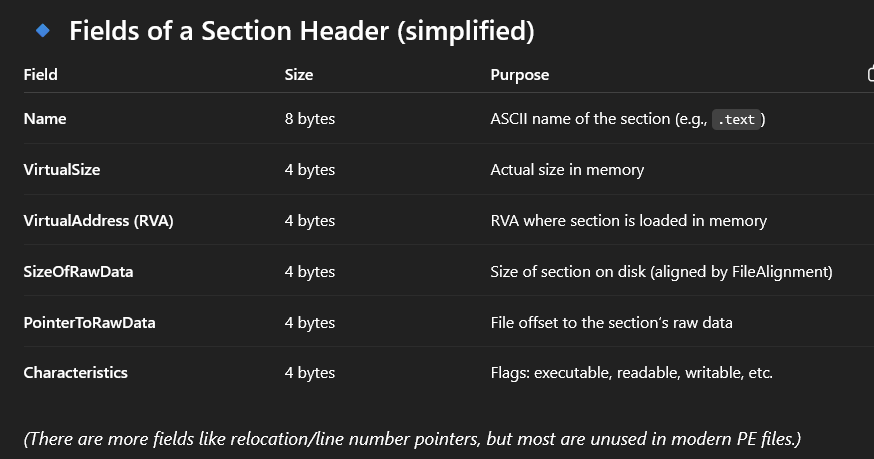 Fields of a Section Header (simplified)
Field Size Purpose
Name 8 bytes ASCII name of the section (e.g., .text)
VirtualSize 4 bytes Actual size in memory
VirtualAddress (RVA) 4 bytes RVA where section is loaded in memory
SizeOfRawData 4 bytes Size of section on disk (aligned by FileAlignment)
PointerToRawData 4 bytes File offset to the section's raw data
Characteristics 4 bytes Flags: executable, readable, writable, etc.
(There are more fields like relocation/line number pointers, but most are unused in modern PE files.)